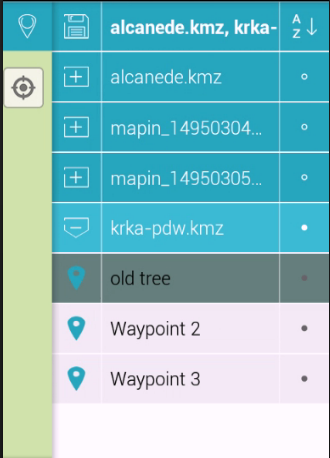 alcanede.kmz, krka-
A
Z
alcanede.kmz
mapin_14950304...
mapin_14950305...
krka-pdw.kmz
old tree
Waypoint 2
Waypoint 3